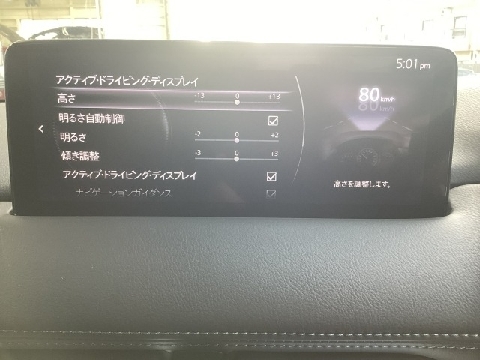 5:01pm
アクティブ・ドライビング・ディスプレイ
高さ -13 0 +13
80 km/h
明るさ自動制御
明るさ -2 0 +2
傾き調整 -3 0 +3
アクティブ・ドライビング・ディスプレイ
高さを調整します。
ナビゲーションガイダンス